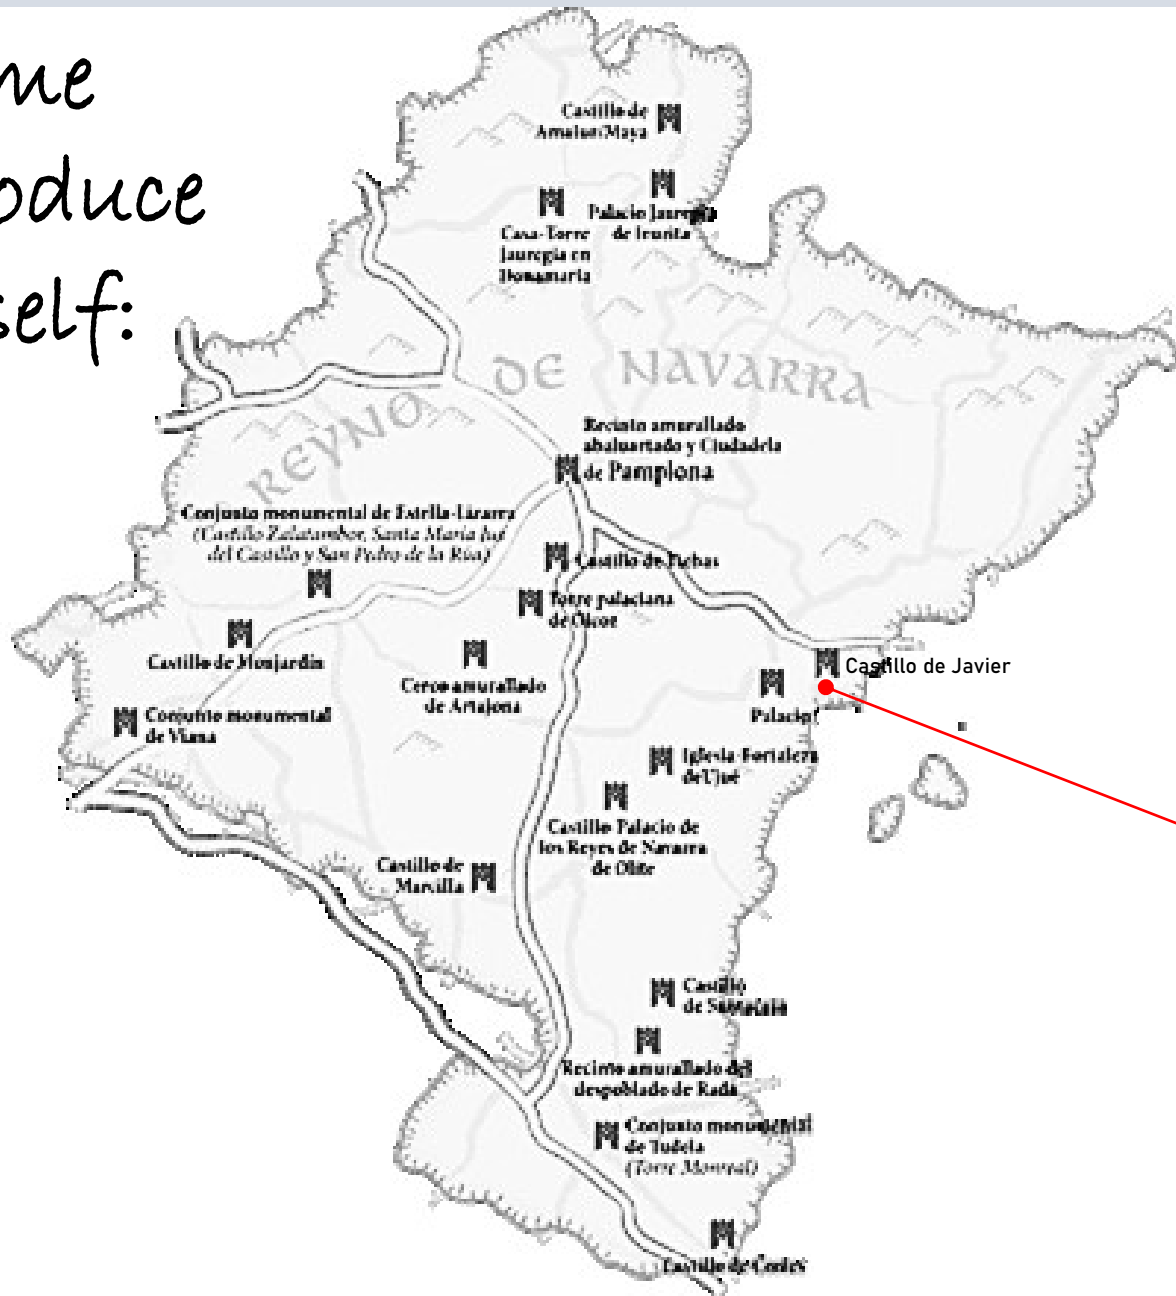 me
oduce
self:
Castillo de
Amaiur/Maya
Palacio Jauregia
de Irurita
Casa-Torre
Jauregia en
Donamaria
REYNO DE NAVARRA
Recinto amurallado
abaluartado y Ciudadela
de Pamplona
Conjunto monumental de Estella-Lizarra
(Castillo Zalatambor, Santa María Jus
del Castillo y San Pedro de la Rúa)
Castillo de Tiebas
Torre palaciana
de Olcoz
Castillo de Monjardín
Cerco amurallado
de Artajona
Castillo de Javier
Palacio
Conjunto monumental
de Viana
Iglesia-Fortaleza
de Ujué
Castillo Palacio de
los Reyes de Navarra
de Olite
Castillo de
Marcilla
Castillo
de
Recinto amurallado del
despoblado de Rada
Conjunto monumental
de Tudela
(Torre Monreal)
Castillo de Cortes